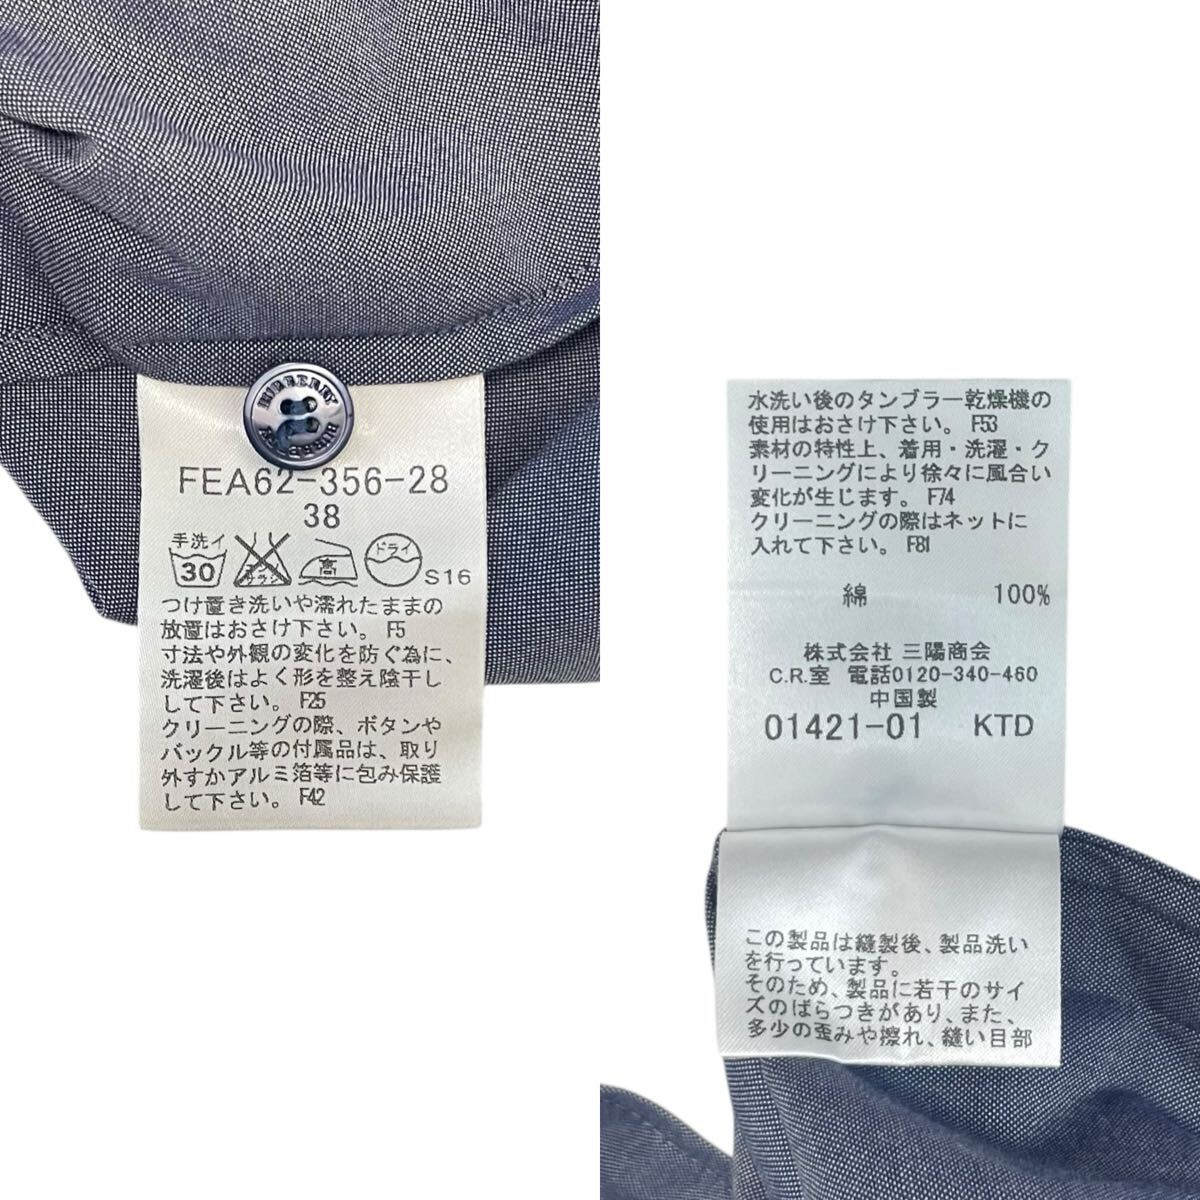 BURBERRY
BURBERRY
FEA62-356-28
38
手洗イ
30
エンソ
サラシ
高
ドライ
S16
つけ置き洗いや濡れたままの
放置はおさけ下さい。 F5
寸法や外観の変化を防ぐ為に、
洗濯後はよく形を整え陰干し
して下さい。 F25
クリーニングの際、ボタンや
バックル等の付属品は、取り
外すかアルミ箔等に包み保護
して下さい。 F42
水洗い後のタンブラー乾燥機の
使用はおさけ下さい。 F53
素材の特性上、着用・洗濯・ク
リーニングにより徐々に風合い
変化が生じます。 F74
クリーニングの際はネットに
入れて下さい。 F81
綿 100%
株式会社 三陽商会
C.R.室 電話0120-340-460
中国製
01421-01 KTD
この製品は縫製後、製品洗い
を行っています。
そのため、製品に若干のサイ
ズのばらつきがあり、また、
多少の歪みや擦れ、縫い目部